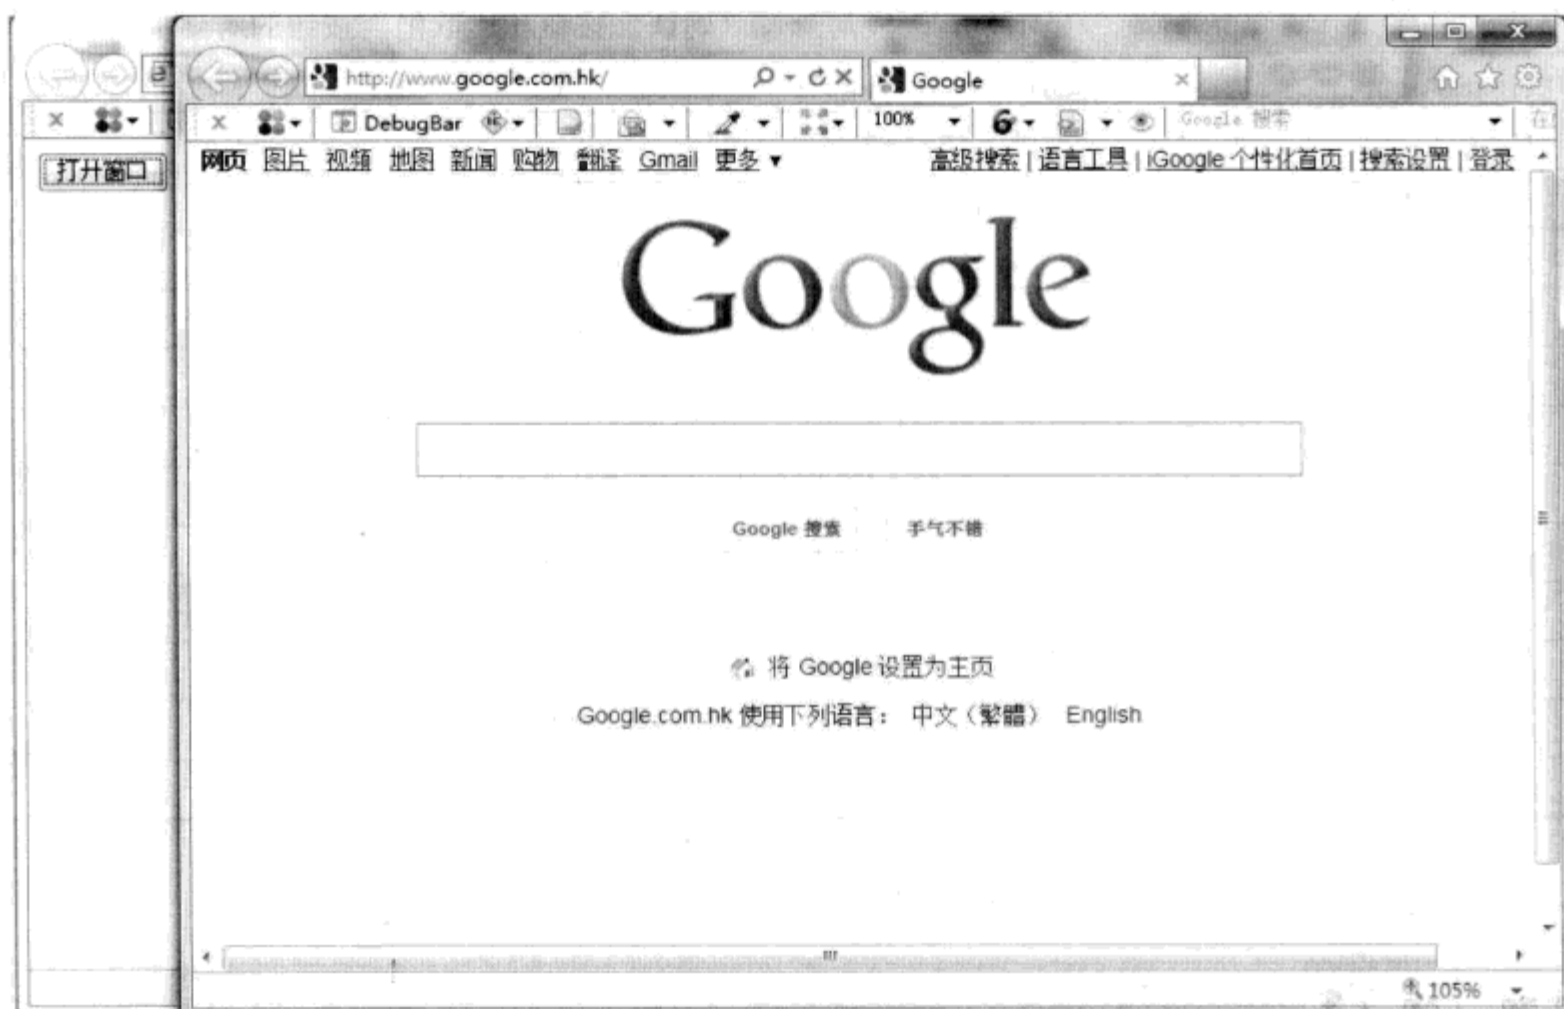 http://www.google.com.hk/
Google
DebugBar
100%
Google 搜索
打开窗口
网页 图片 视频 地图 新闻 购物 翻译 Gmail 更多 ▼
高级搜索 | 语言工具 | iGoogle 个性化首页 | 搜索设置 | 登录
Google
Google 搜索 手气不错
将 Google 设置为主页
Google.com.hk 使用下列语言： 中文（繁體） English
105%